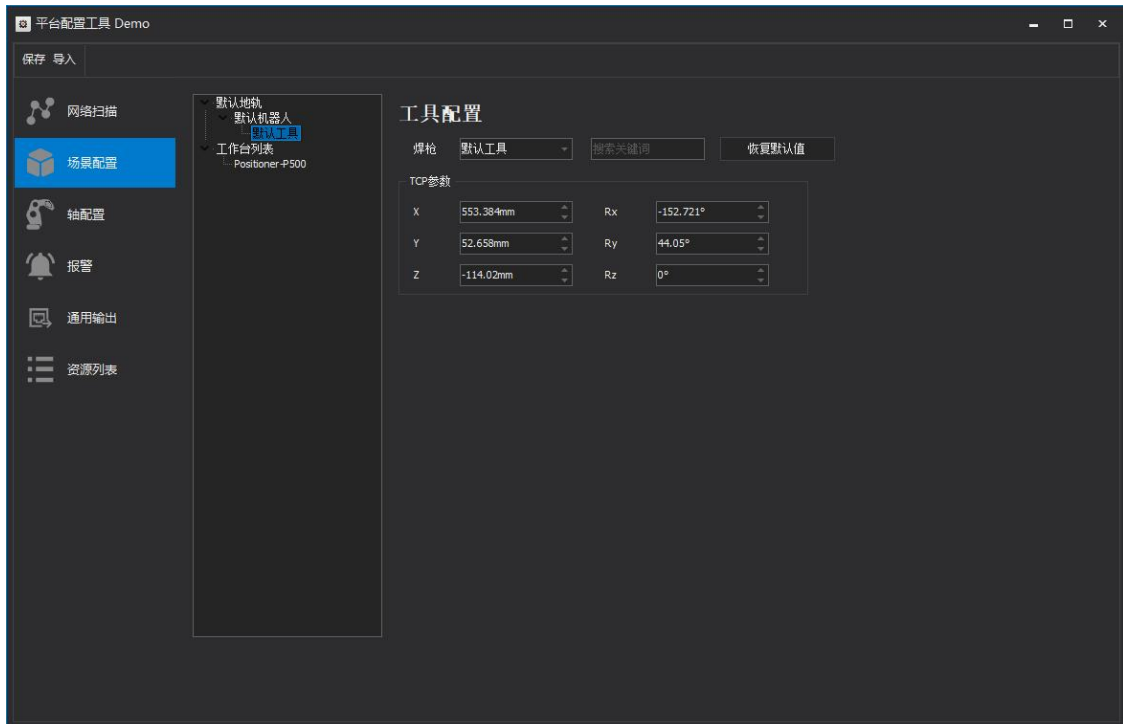 平台配置工具 Demo
保存 导入
网络扫描
场景配置
轴配置
报警
通用输出
资源列表
默认地轨
默认机器人
默认工具
工作台列表
Positioner-P500
工具配置
焊枪 默认工具 搜索关键词 恢复默认值
TCP参数
X 553.384mm Rx -152.721°
Y 52.658mm Ry 44.05°
Z -114.02mm Rz 0°